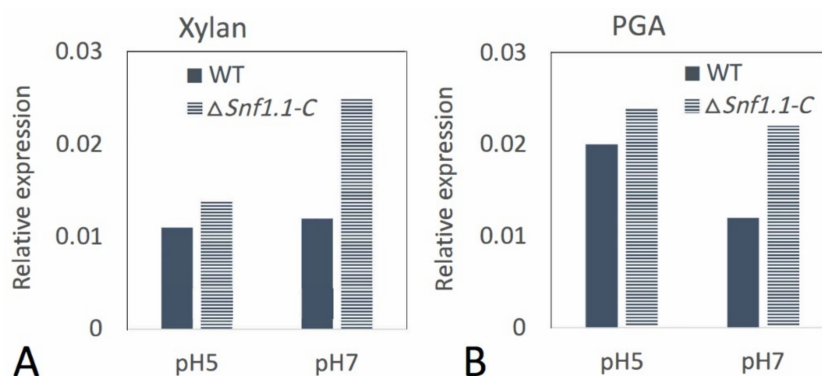 Xylan
Relative expression
0.03
0.02
0.01
0
WT
ΔSnf1.1-C
pH5 pH7
A
PGA
Relative expression
0.03
0.02
0.01
0
WT
ΔSnf1.1-C
pH5 pH7
B